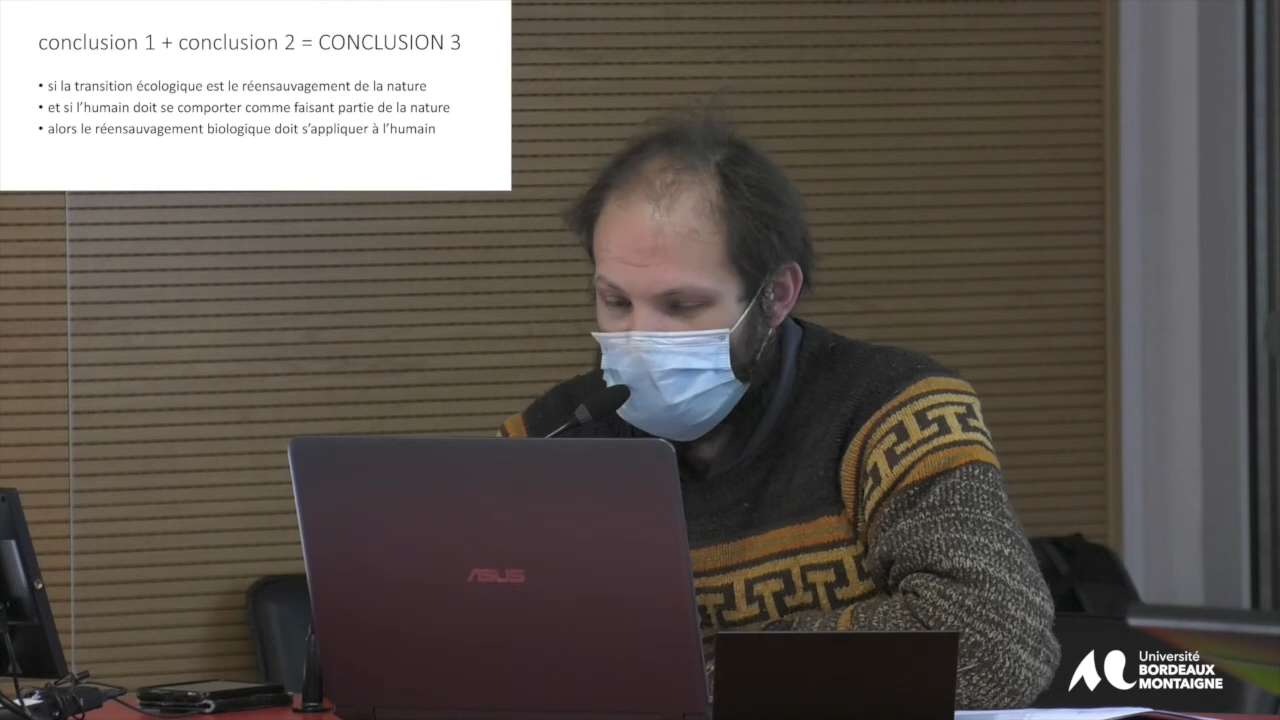 conclusion 1 + conclusion 2 = CONCLUSION 3
• si la transition écologique est le réensauvagement de la nature
• et si l’humain doit se comporter comme faisant partie de la nature
• alors le réensauvagement biologique doit s’appliquer à l’humain
ASUS
Université
BORDEAUX
MONTAIGNE